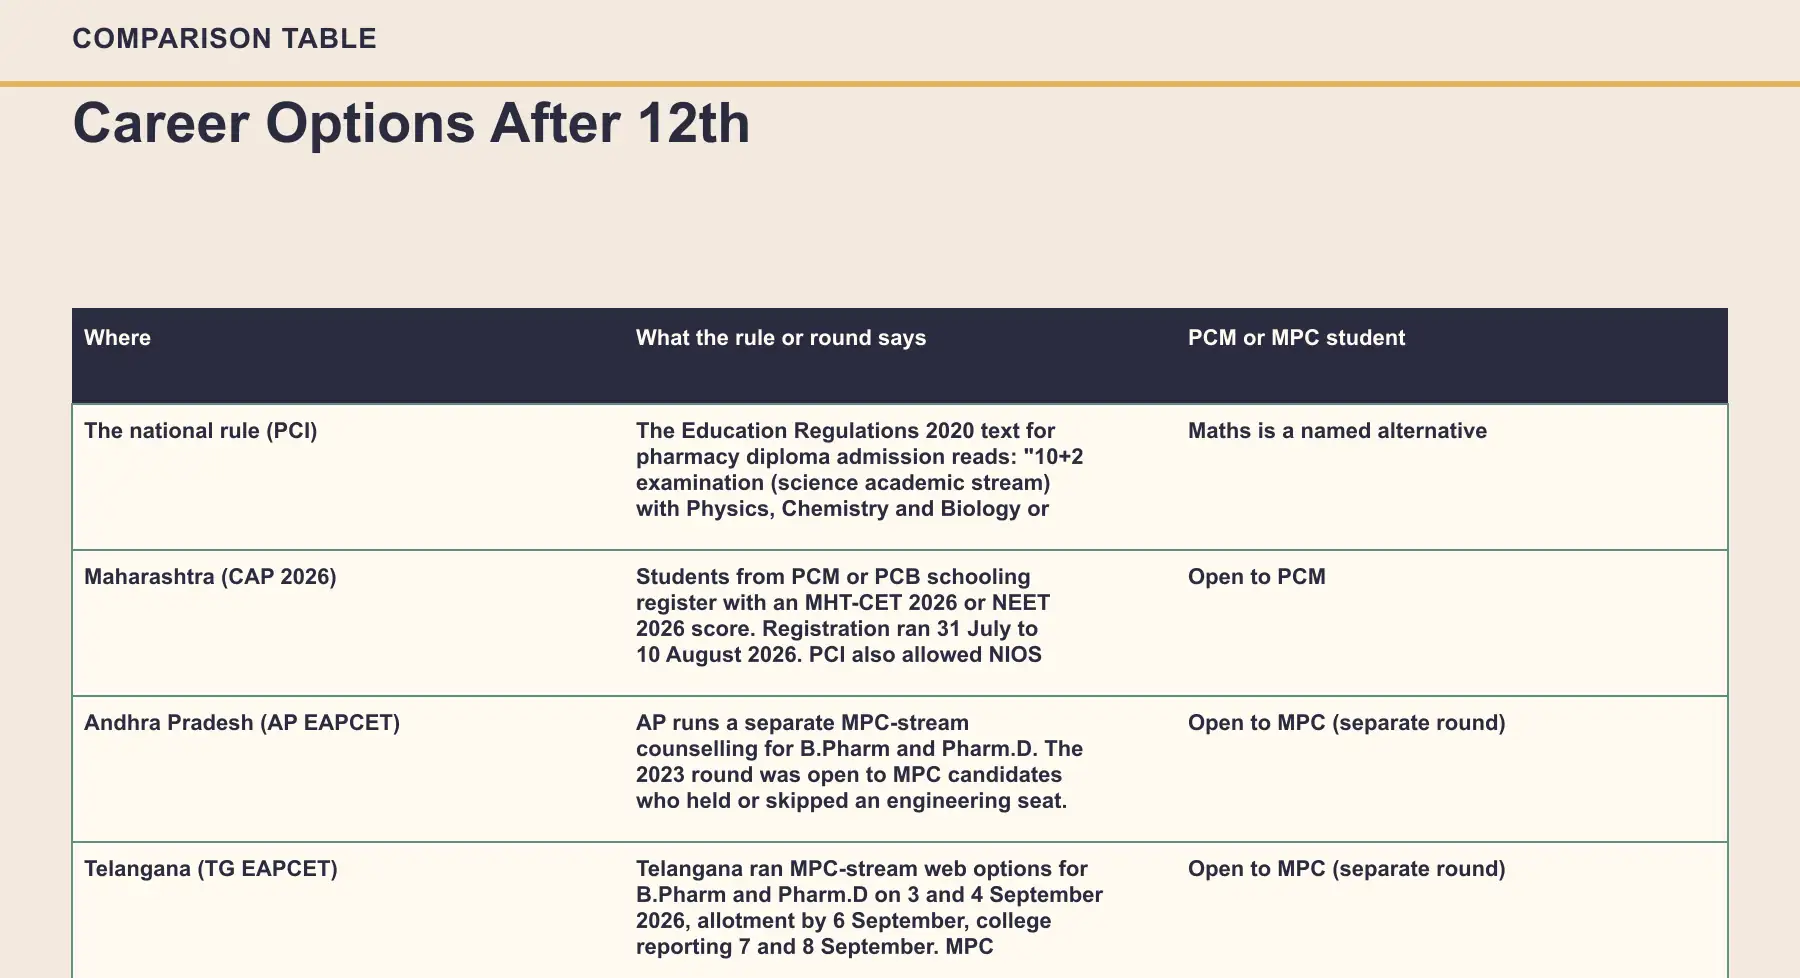 COMPARISON TABLE
Career Options After 12th
Where
What the rule or round says
PCM or MPC student
The national rule (PCI)
The Education Regulations 2020 text for
pharmacy diploma admission reads: "10+2
examination (science academic stream)
with Physics, Chemistry and Biology or
Maths is a named alternative
Maharashtra (CAP 2026)
Students from PCM or PCB schooling
register with an MHT-CET 2026 or NEET
2026 score. Registration ran 31 July to
10 August 2026. PCI also allowed NIOS
Open to PCM
Andhra Pradesh (AP EAPCET)
AP runs a separate MPC-stream
counselling for B.Pharm and Pharm.D. The
2023 round was open to MPC candidates
who held or skipped an engineering seat.
Open to MPC (separate round)
Telangana (TG EAPCET)
Telangana ran MPC-stream web options for
B.Pharm and Pharm.D on 3 and 4 September
2026, allotment by 6 September, college
reporting 7 and 8 September. MPC
Open to MPC (separate round)